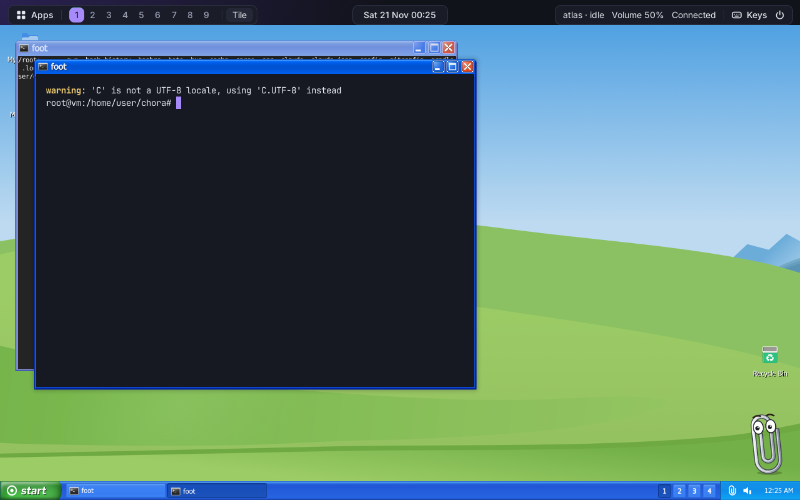 Apps 1 2 3 4 5 6 7 8 9 Tile
Sat 21 Nov 00:25
atlas · idle Volume 50% Connected Keys
foot
foot
warning: 'C' is not a UTF-8 locale, using 'C.UTF-8' instead
root@vm:/home/user/chora#
Recycle Bin
start
foot
foot
1 2 3 4
12:25 AM